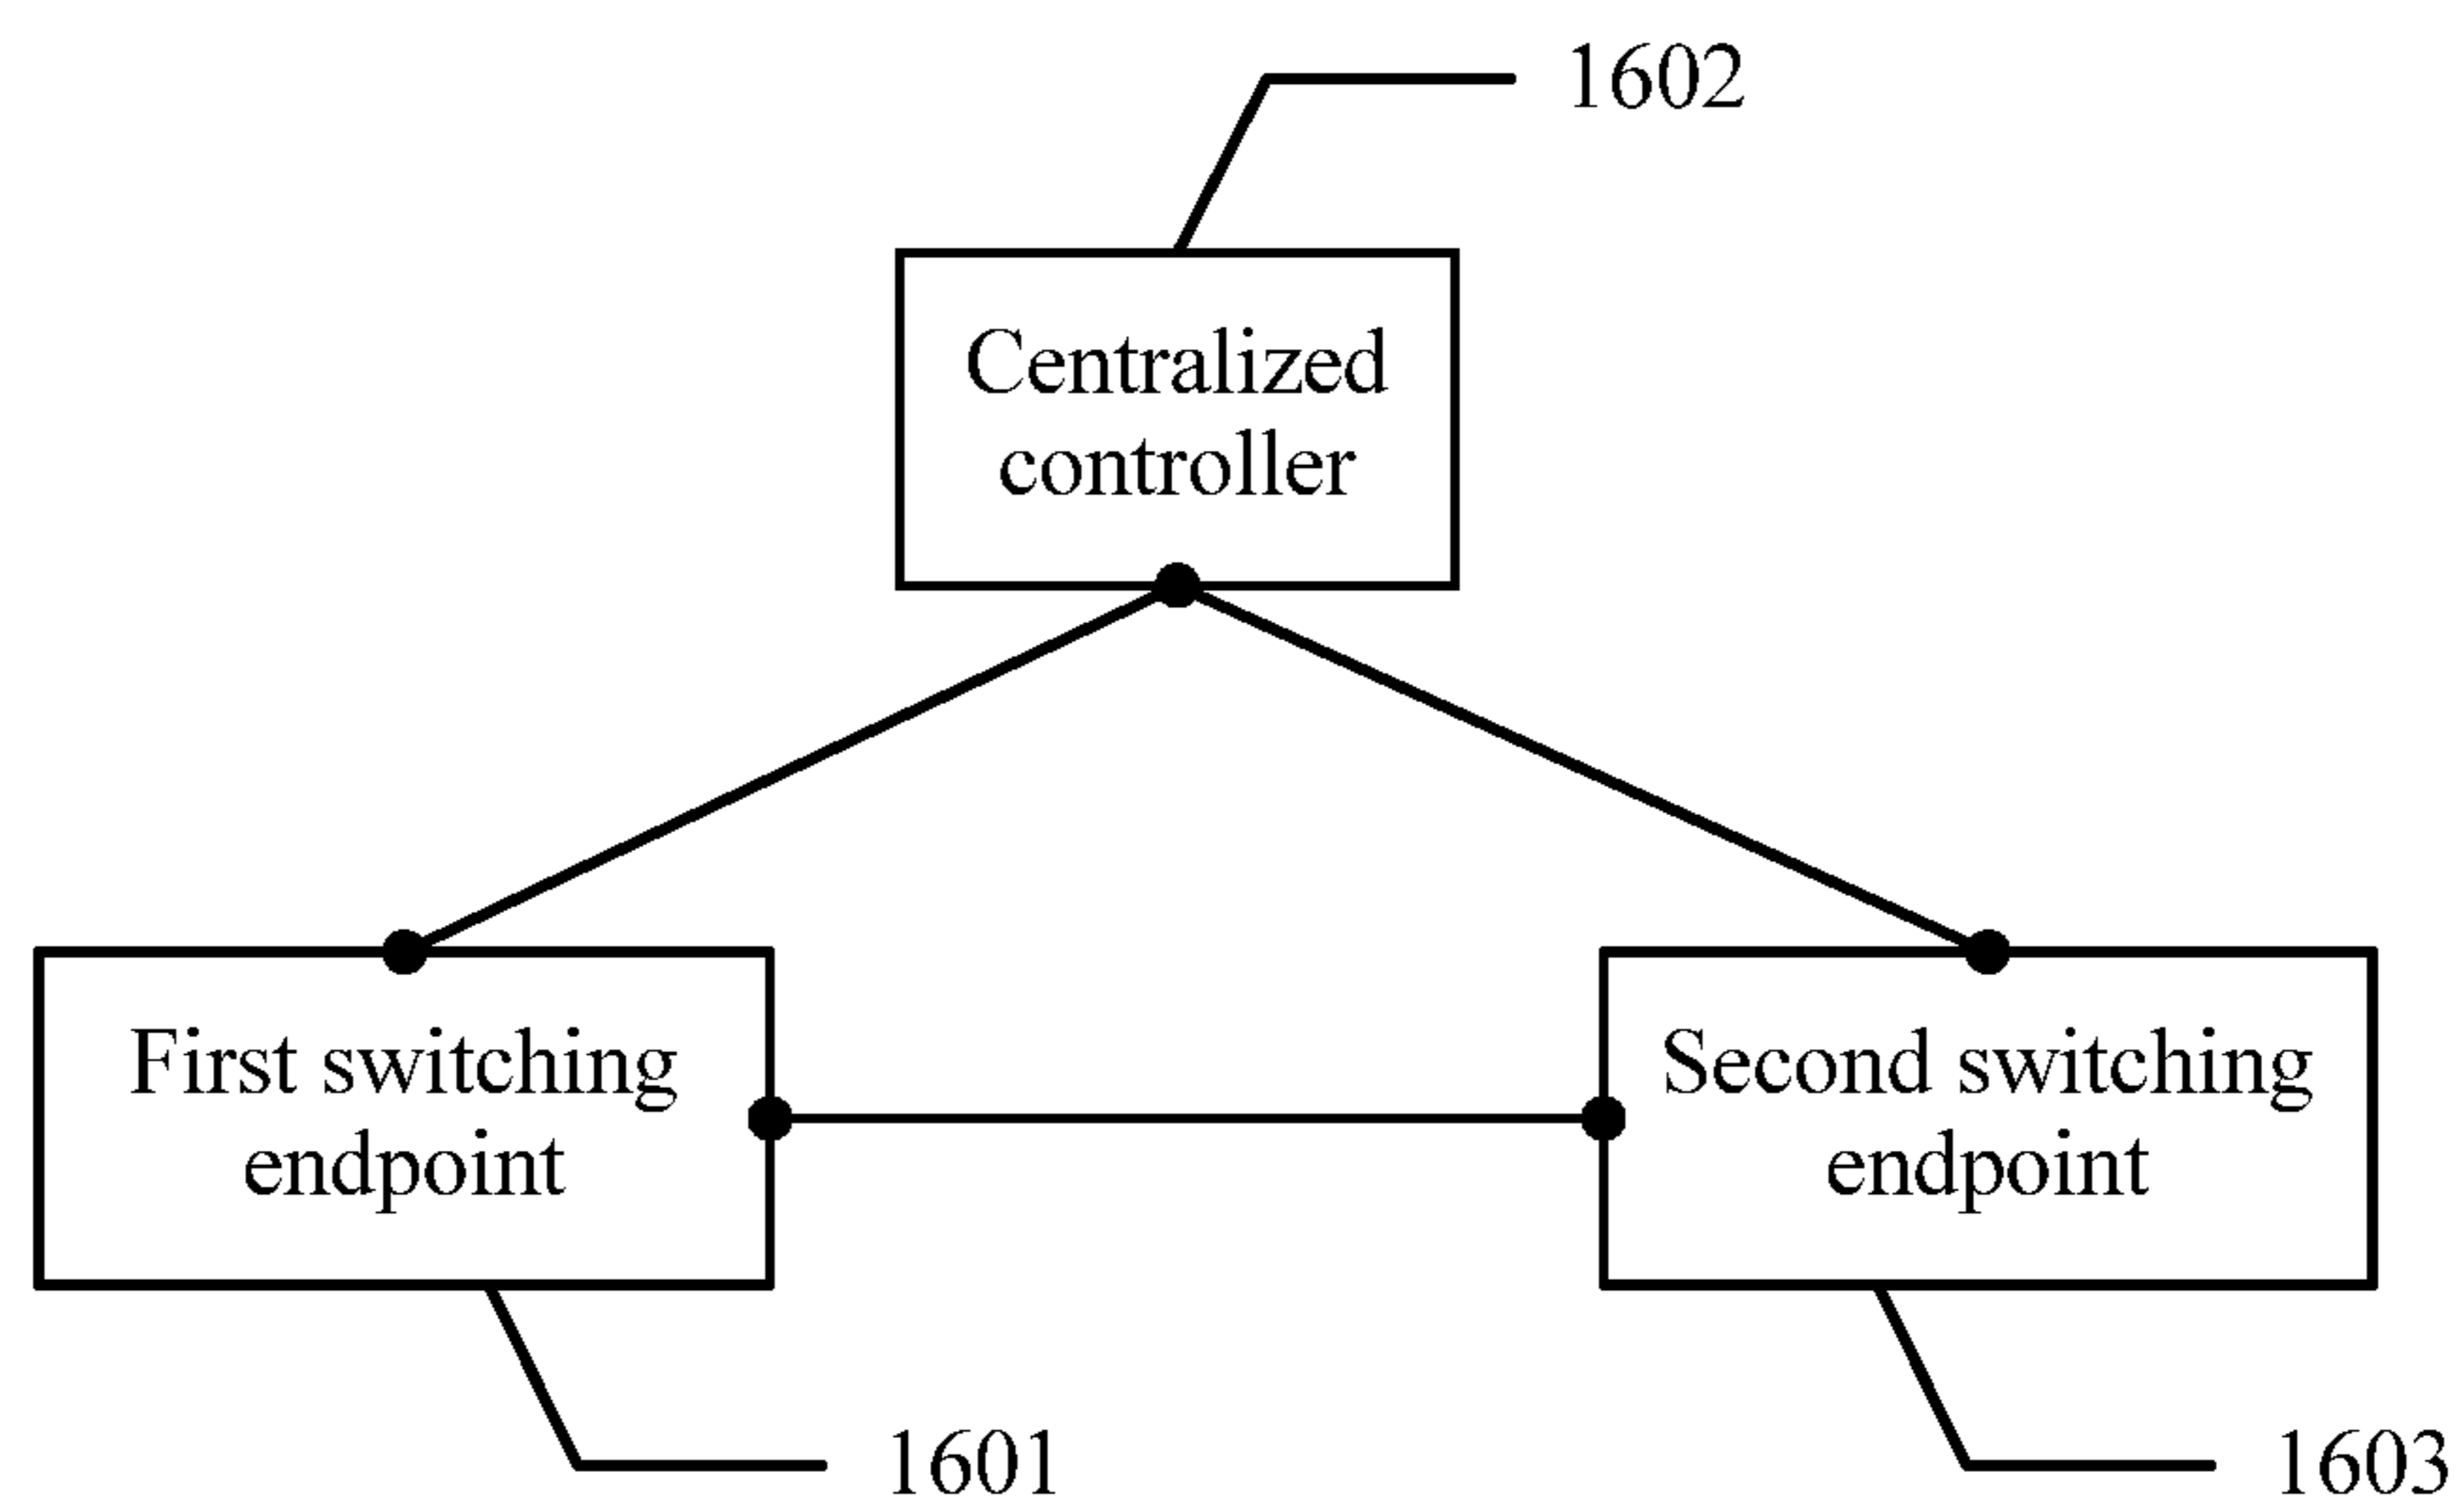 1602
Centralized
controller
First switching
endpoint
Second switching
endpoint
1601
1603